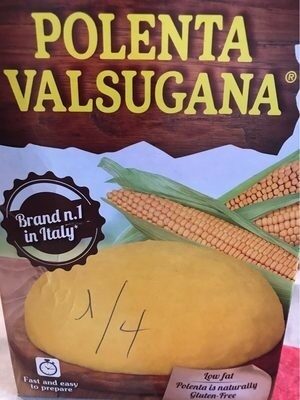 POLENTA
VALSUGANA®
Brand n.1
in Italy*
1/4
Fast and easy
to prepare
Low fat
Polenta is naturally
Gluten-Free